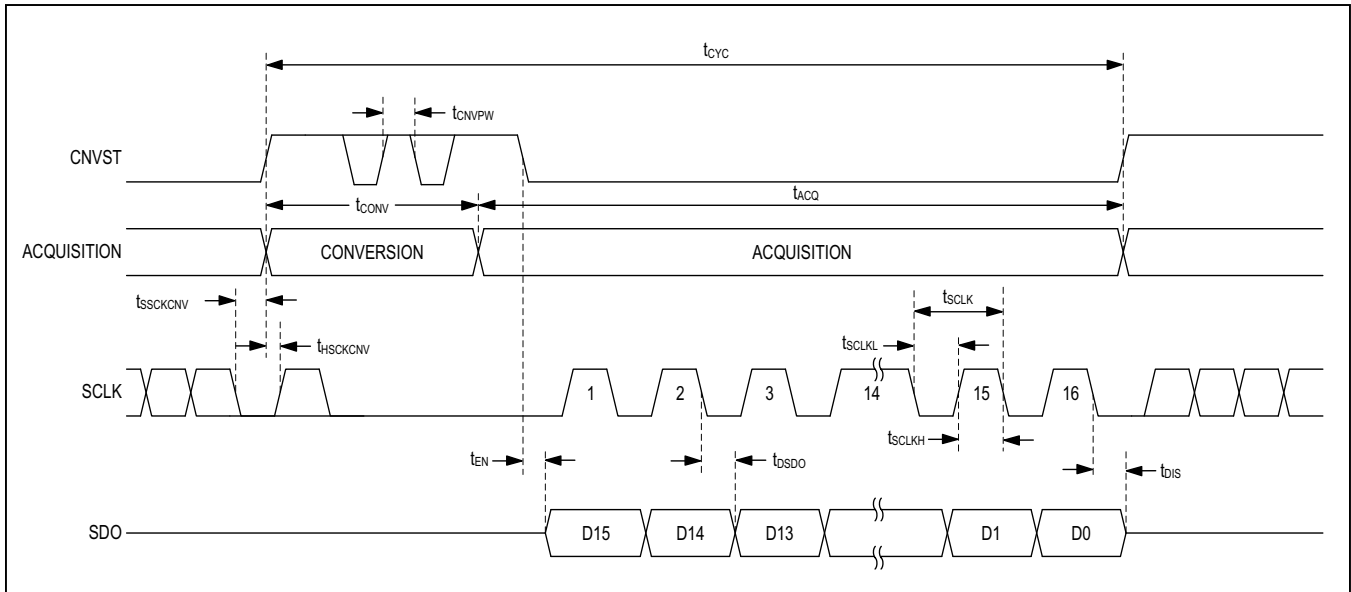 tCYC
tCNVPW
CNVST
tCONV
tACQ
ACQUISITION
CONVERSION
ACQUISITION
tSSCKCNV
tHSCKCNV
tSCLK
tSCLKL
SCLK
1
2
3
14
15
16
tSCLKH
tEN
tDSDO
tDIS
SDO
D15
D14
D13
D1
D0